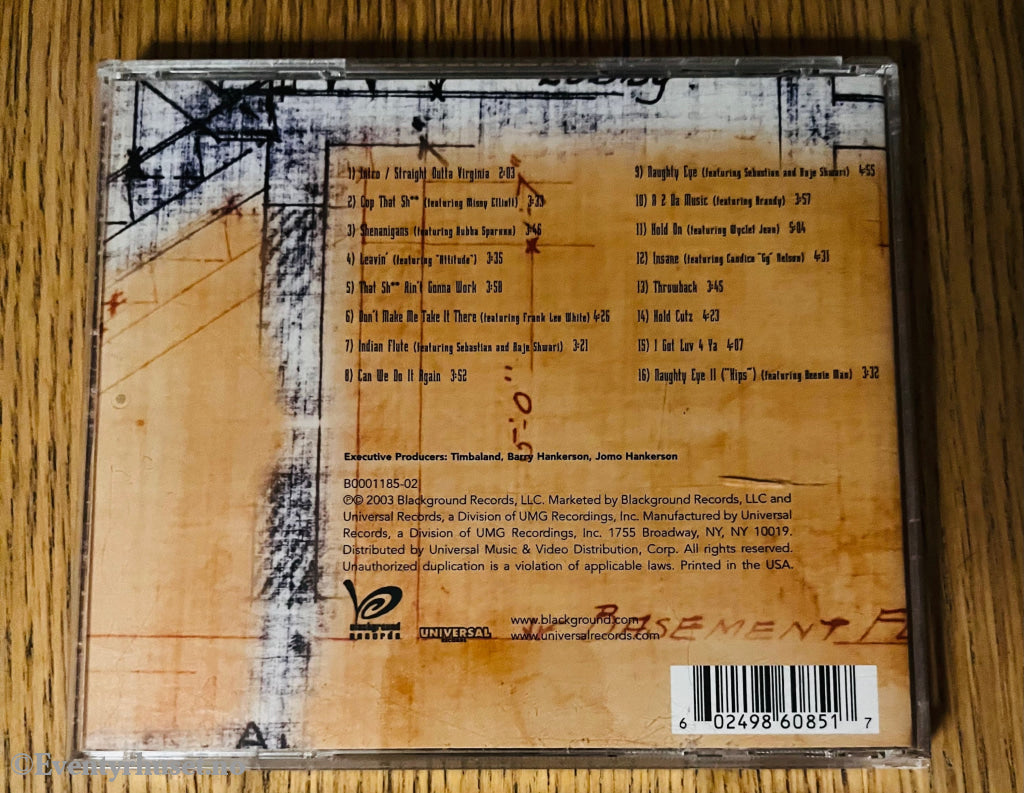 1) Intro / Straight Outta Virginia 2:03
2) Cop That Sh** (featuring Missy Elliott) 3:33
3) Shenanigans (featuring Bubba Sparxxx) 3:46
4) Leavin' (featuring "Attitude") 3:35
5) That Sh** Ain't Gonna Work 3:58
6) Don't Make Me Take It There (featuring Frank Lee White) 4:26
7) Indian Flute (featuring Sebastian and Raje Shwari) 3:21
8) Can We Do It Again 3:52
9) Naughty Eye (featuring Sebastian and Raje Shwari) 4:55
10) N 2 Da Music (featuring Brandy) 3:57
11) Hold On (featuring Wyclef Jean) 5:04
12) Insane (featuring Candice "Gg" Nelson) 4:31
13) Throwback 3:45
14) Kold Cutz 4:23
15) I Got Luv 4 Ya 4:07
16) Naughty Eye II ("Hips") (featuring Beenie Man) 3:32
5'-0"
Executive Producers: Timbaland, Barry Hankerson, Jomo Hankerson
B0001185-02
℗© 2003 Blackground Records, LLC. Marketed by Blackground Records, LLC and
Universal Records, a Division of UMG Recordings, Inc. Manufactured by Universal
Records, a Division of UMG Recordings, Inc. 1755 Broadway, NY, NY 10019.
Distributed by Universal Music & Video Distribution, Corp. All rights reserved.
Unauthorized duplication is a violation of applicable laws. Printed in the USA.
Blackground
Records
UNIVERSAL
RECORDS
www.blackground.com
www.universalrecords.com
BASEMENT
6 02498 60851 7